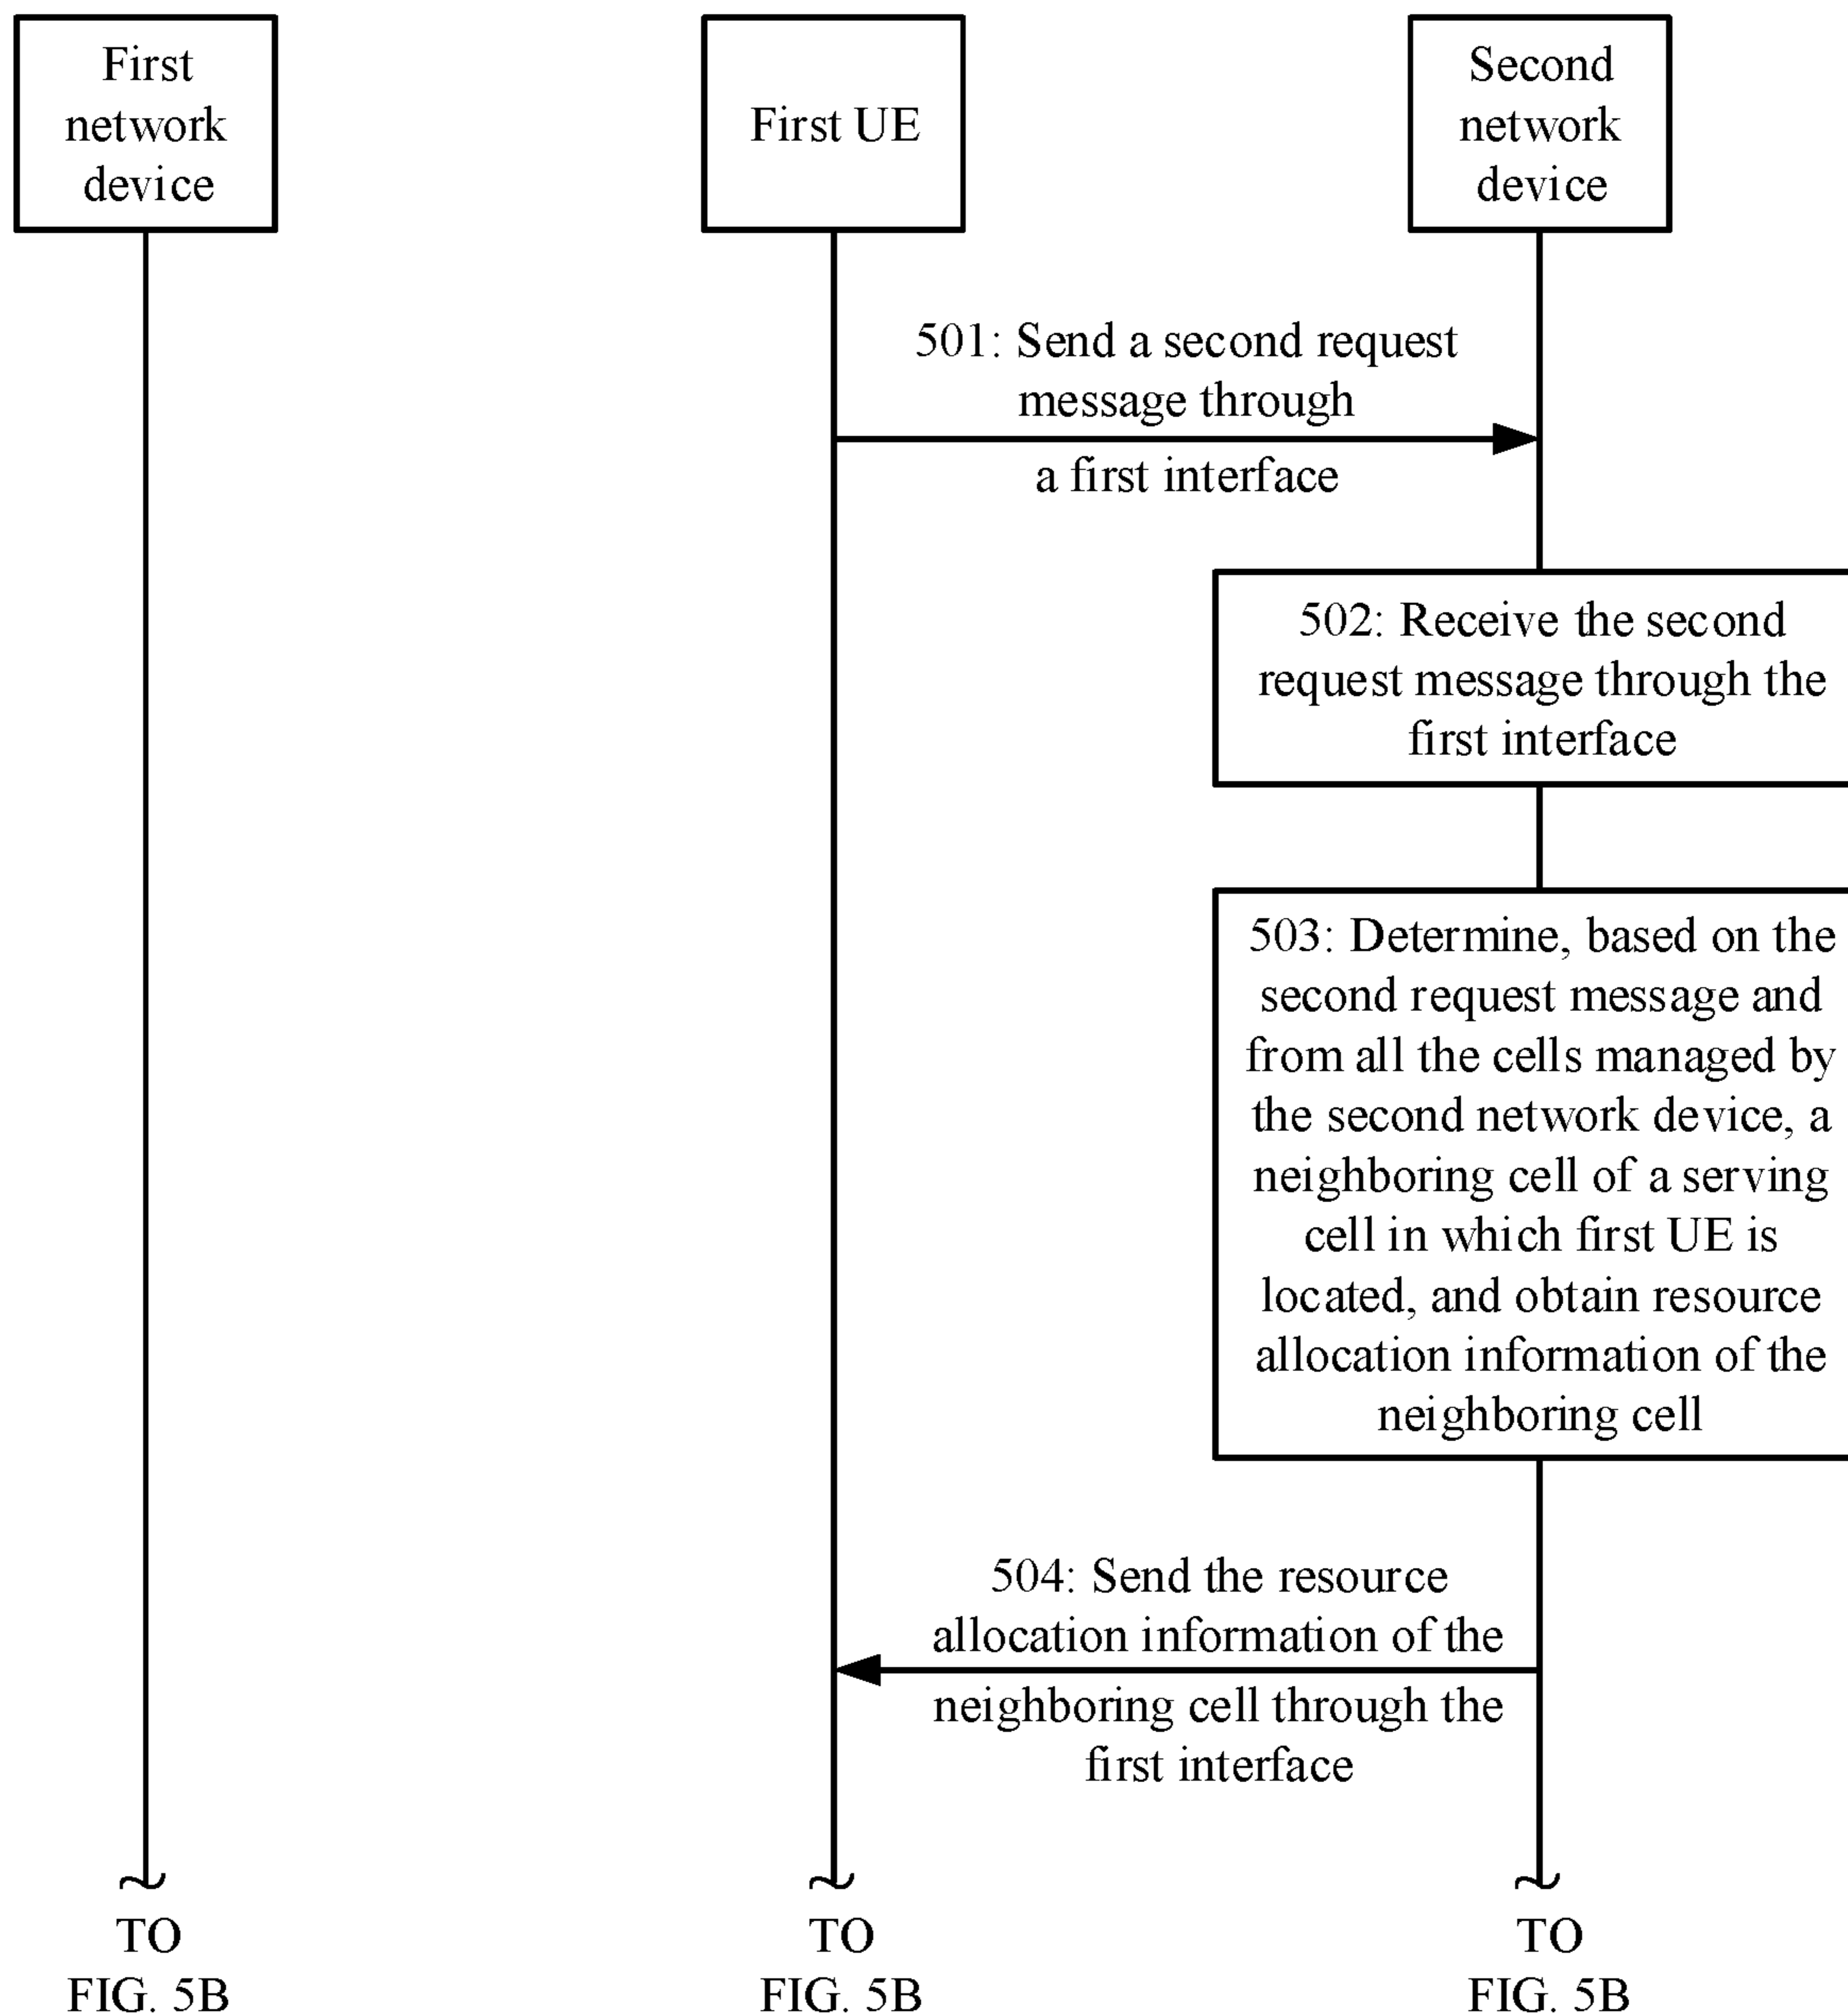 First
network
device
First UE
Second
network
device
501: Send a second request
message through
a first interface
502: Receive the second
request message through the
first interface
503: Determine, based on the
second request message and
from all the cells managed by
the second network device, a
neighboring cell of a serving
cell in which first UE is
located, and obtain resource
allocation information of the
neighboring cell
504: Send the resource
allocation information of the
neighboring cell through the
first interface
TO
FIG. 5B
TO
FIG. 5B
TO
FIG. 5B